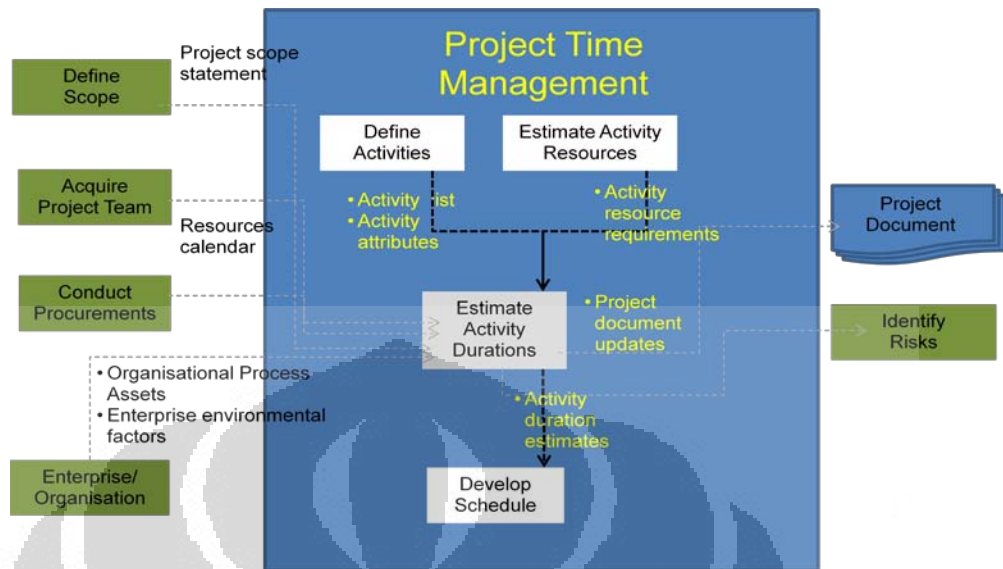 Project Time
Management
Project scope
statement
Define
Scope
Define
Activities
Estimate Activity
Resources
Acquire
Project Team
• Activity list
• Activity
attributes
• Activity
resource
requirements
Project
Document
Resources
calendar
Conduct
Procurements
Estimate
Activity
Durations
• Project
document
updates
Identify
Risks
• Organisational Process
Assets
• Enterprise environmental
factors
• Activity
duration
estimates
Enterprise/
Organisation
Develop
Schedule